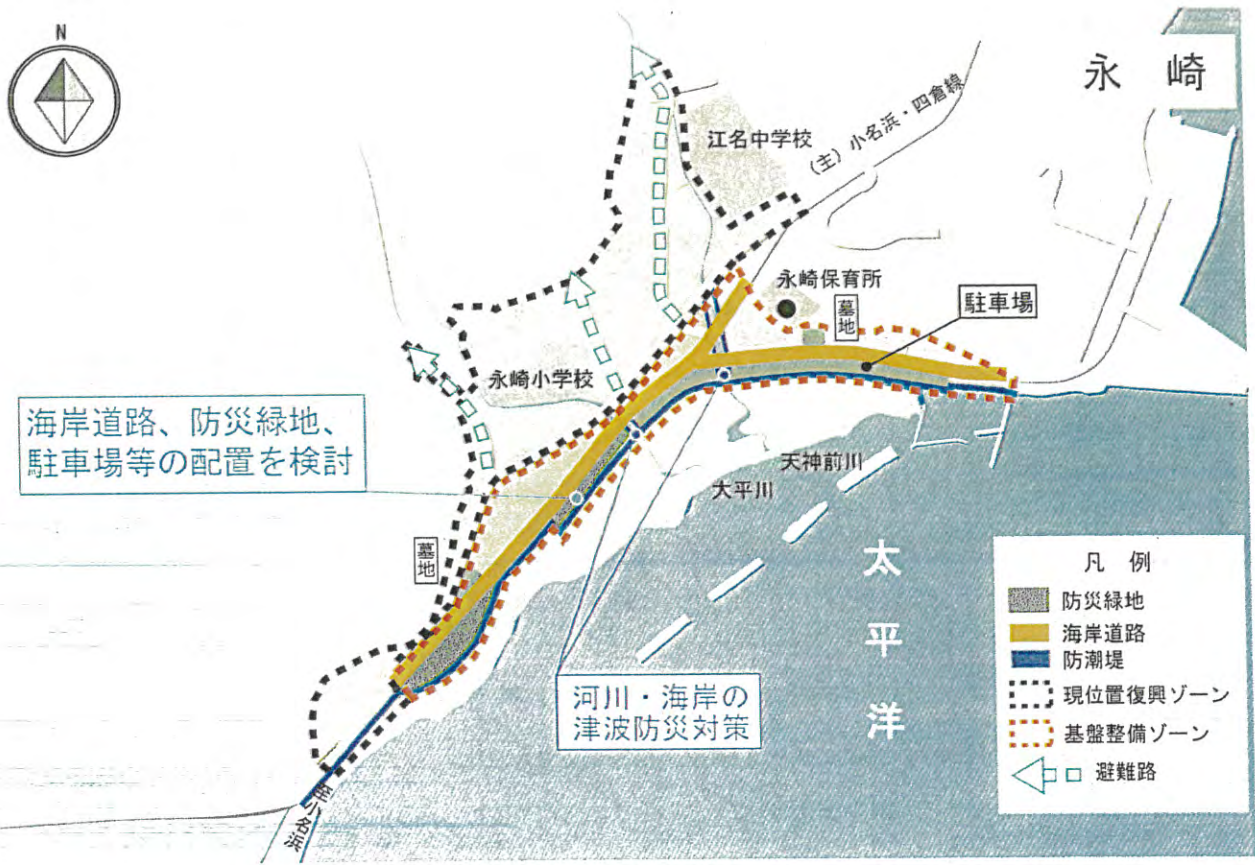 N
永崎
江名中学校
(主)小名浜・四倉線
永崎保育所
墓地
駐車場
永崎小学校
海岸道路、防災緑地、
駐車場等の配置を検討
天神前川
大平川
墓地
太平洋
河川・海岸の
津波防災対策
至小名浜
凡例
防災緑地
海岸道路
防潮堤
現位置復興ゾーン
基盤整備ゾーン
避難路